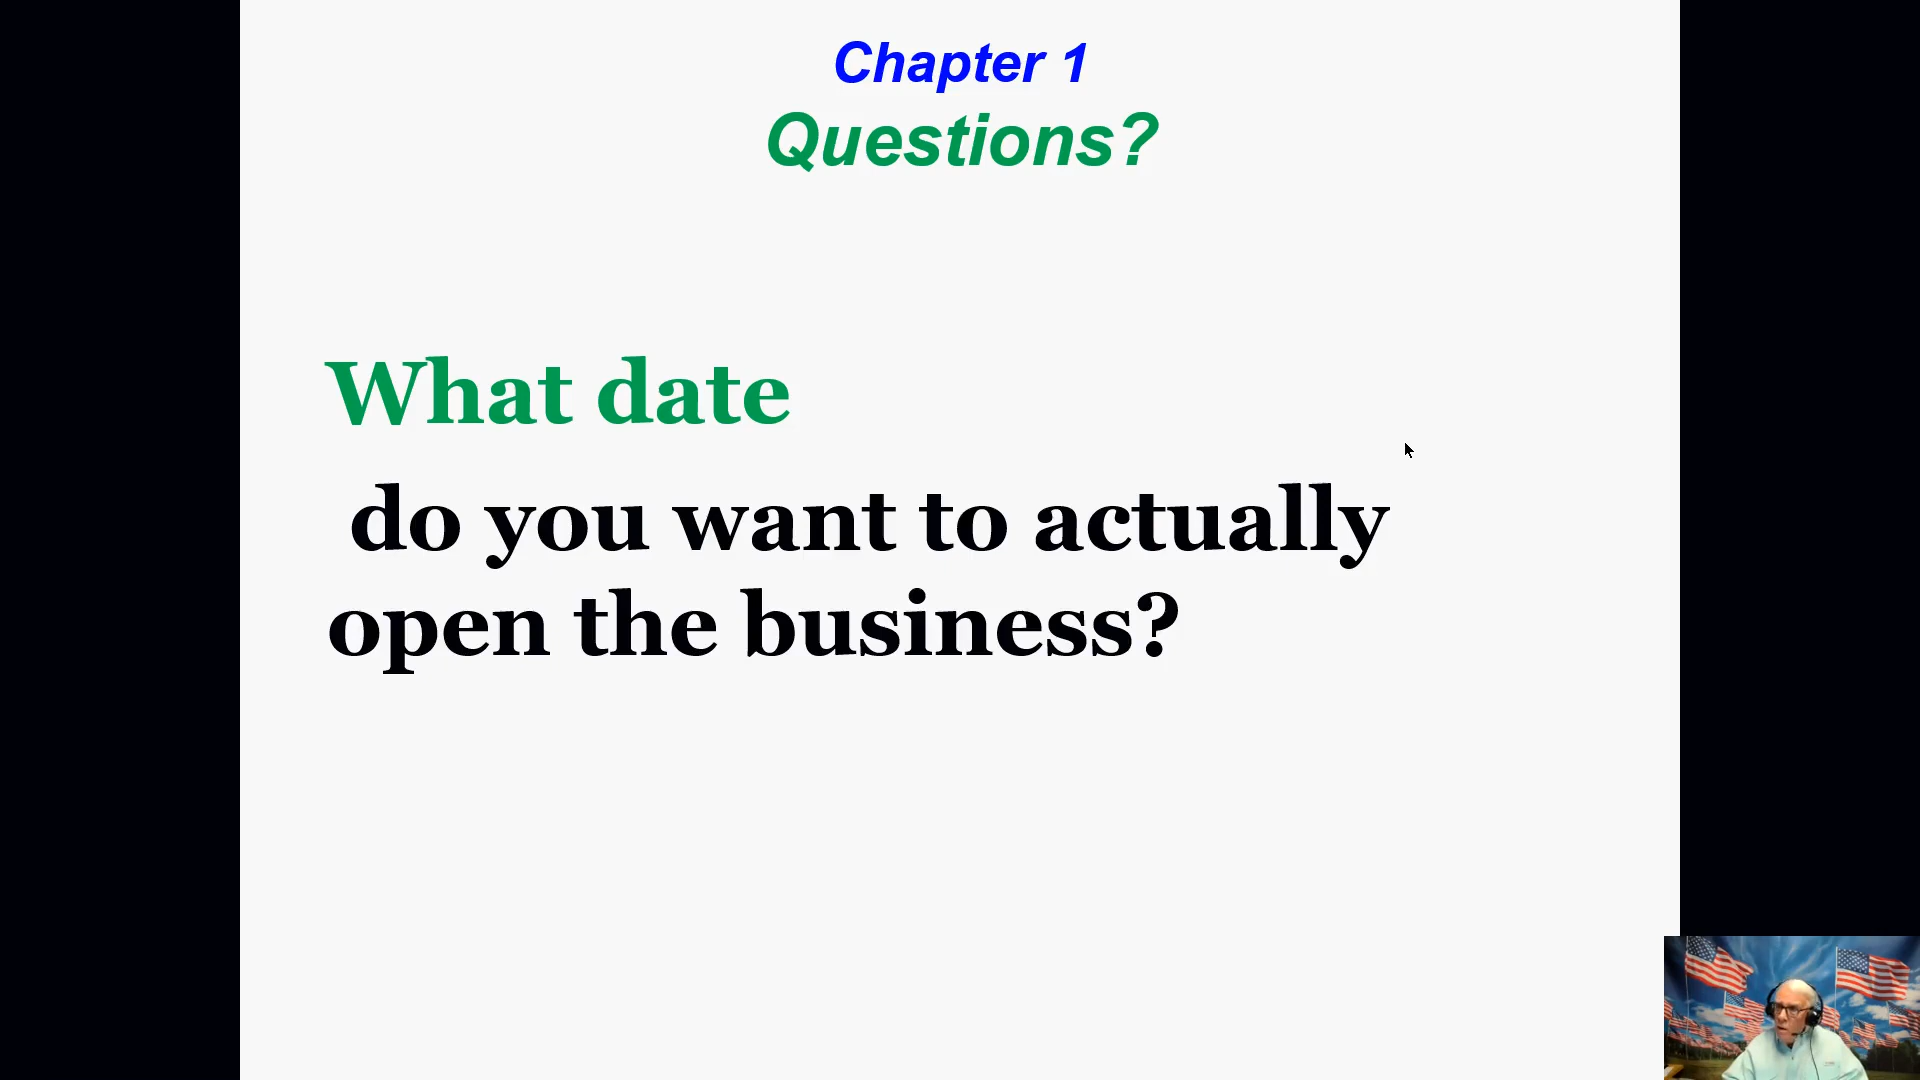 Chapter 1
Questions?
What date
do you want to actually
open the business?